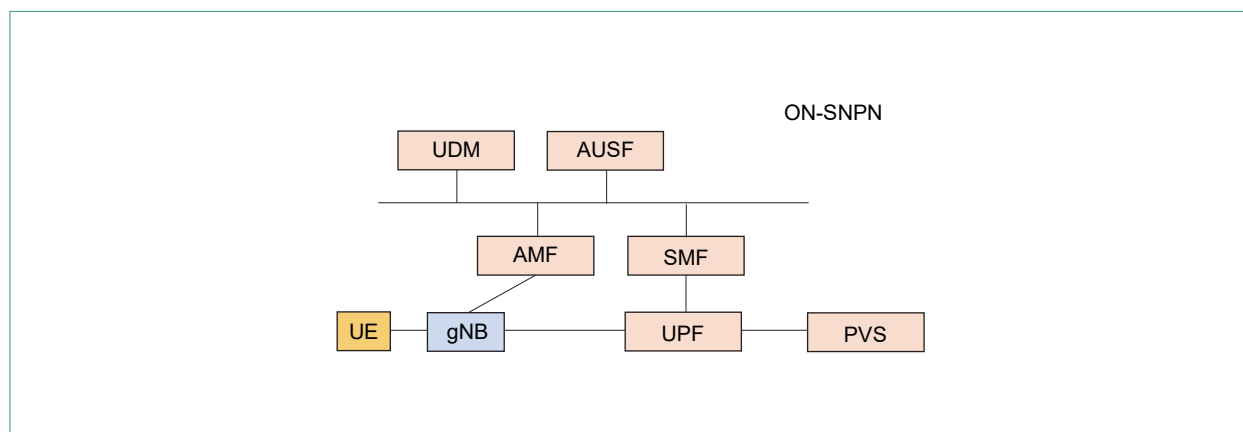 ON-SNPN
UDM
AUSF
AMF
SMF
UE
gNB
UPF
PVS